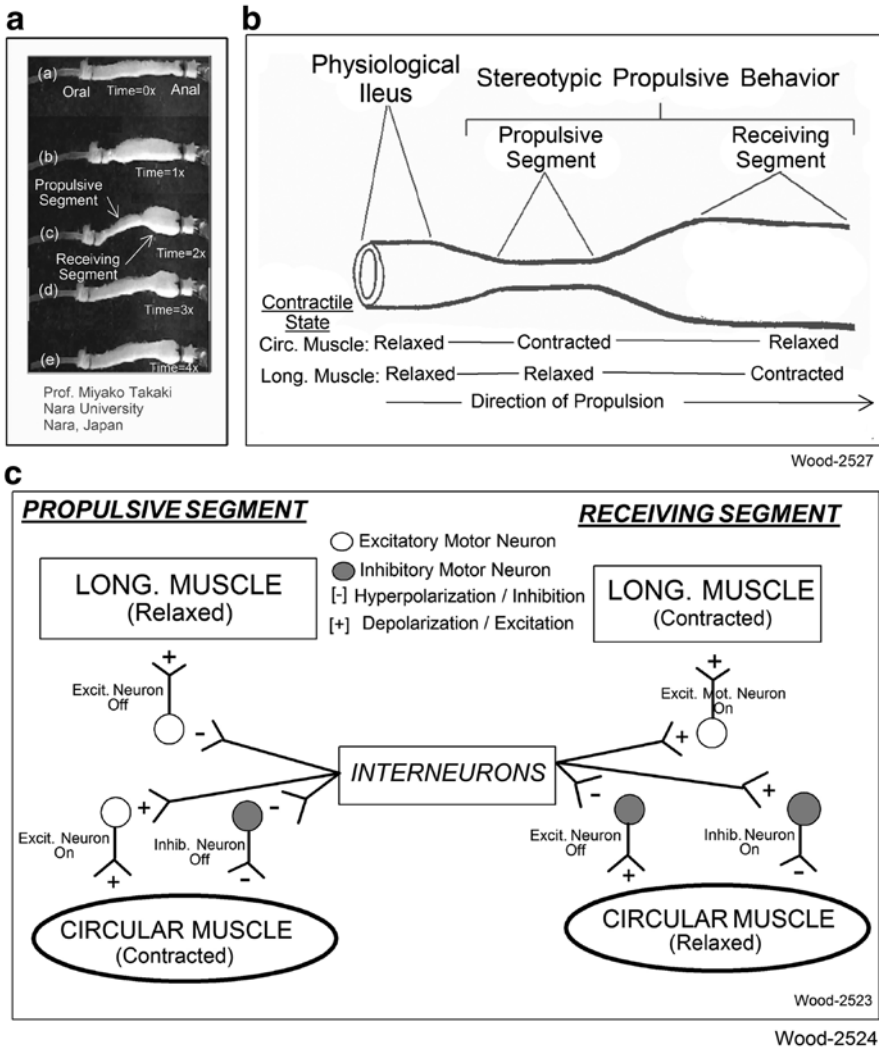 a
(a)
Oral Time=0x Anal
(b)
Time=1x
Propulsive
Segment
(c)
Time=2x
Receiving
Segment
(d)
Time=3x
(e)
Time=4x
Prof. Miyako Takaki
Nara University
Nara, Japan
b
Physiological
Ileus
Stereotypic Propulsive Behavior
Propulsive
Segment
Receiving
Segment
Contractile
State
Circ. Muscle: Relaxed Contracted Relaxed
Long. Muscle: Relaxed Relaxed Contracted
Direction of Propulsion
Wood-2527
c
PROPULSIVE SEGMENT
RECEIVING SEGMENT
Excitatory Motor Neuron
Inhibitory Motor Neuron
[-] Hyperpolarization / Inhibition
[+] Depolarization / Excitation
LONG. MUSCLE
(Relaxed)
LONG. MUSCLE
(Contracted)
+
Excit. Neuron
Off
-
+
Excit. Mot. Neuron
On
+
INTERNEURONS
+
-
Excit. Neuron
On
Inhib. Neuron
Off
+
-
-
+
Excit. Neuron
Off
Inhib. Neuron
On
+
-
CIRCULAR MUSCLE
(Contracted)
CIRCULAR MUSCLE
(Relaxed)
Wood-2523
Wood-2524